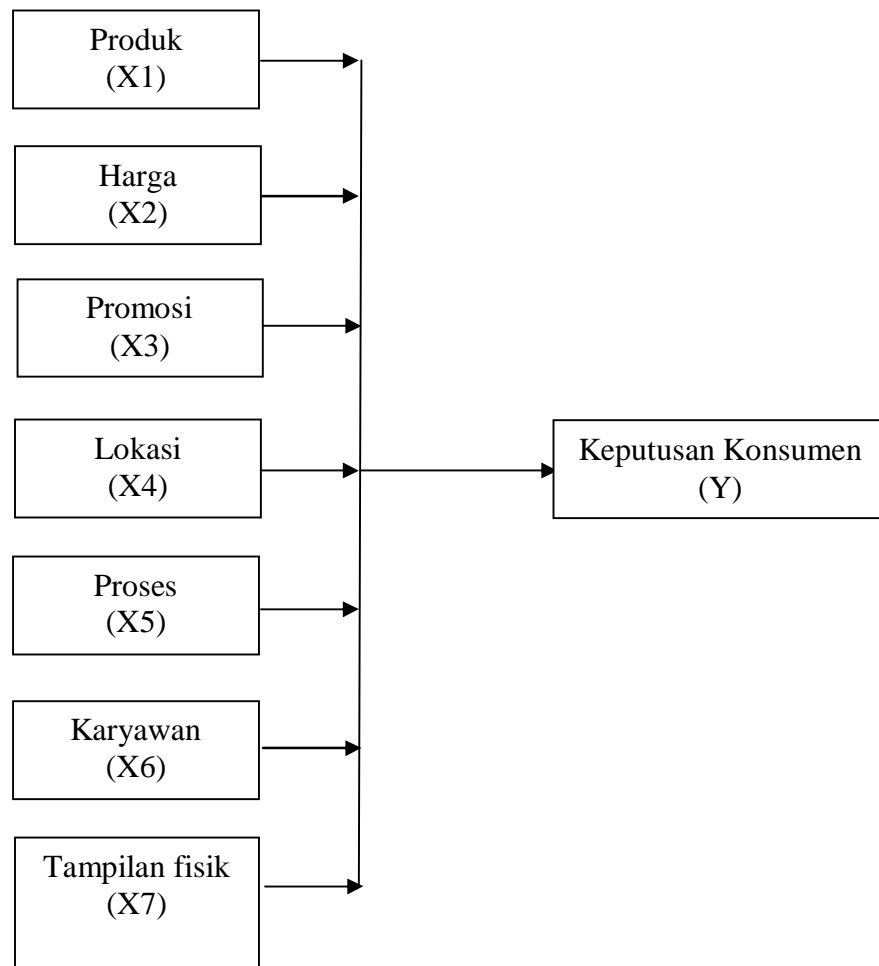 Produk
(X1)
Harga
(X2)
Promosi
(X3)
Lokasi
(X4)
Keputusan Konsumen
(Y)
Proses
(X5)
Karyawan
(X6)
Tampilan fisik
(X7)